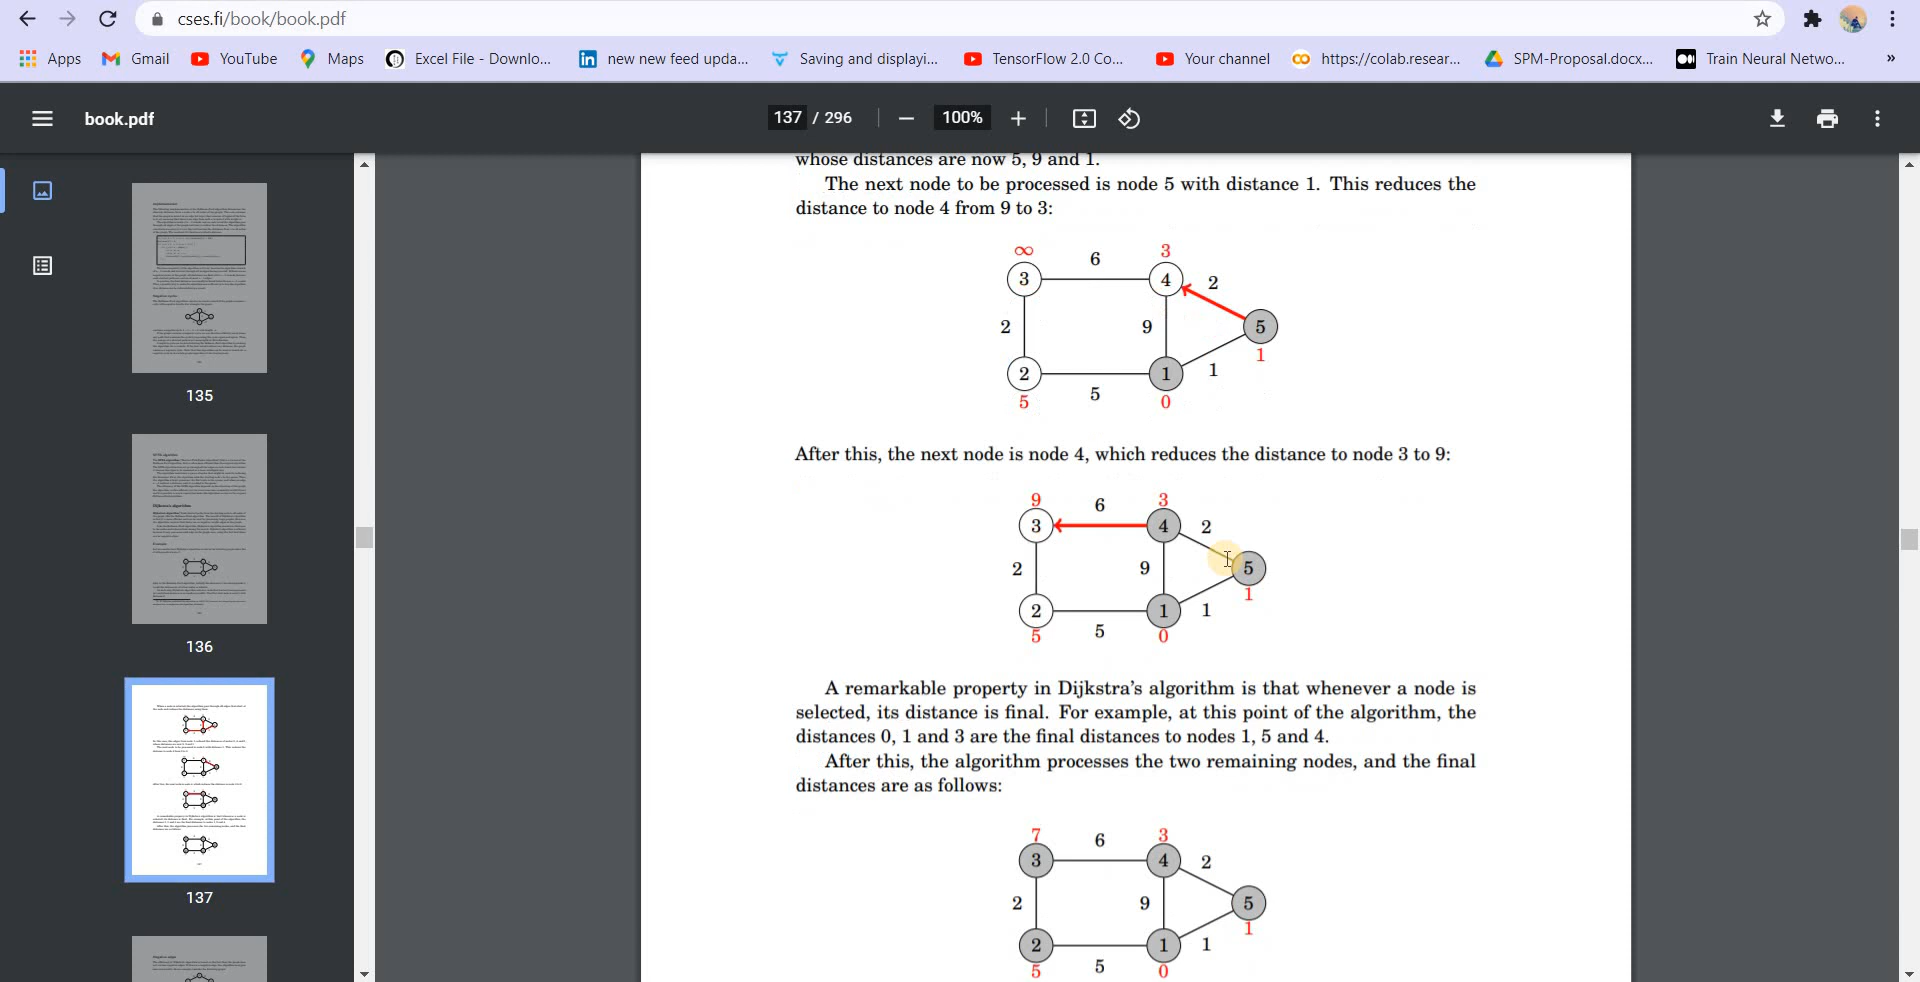 cses.fi/book/book.pdf
Apps Gmail YouTube Maps Excel File - Downlo... new new feed upda... Saving and displayi... TensorFlow 2.0 Co... Your channel https://colab.resear... SPM-Proposal.docx... Train Neural Netwo... »
book.pdf 137 / 296 100%
135
136
137
whose distances are now 5, 9 and 1.
The next node to be processed is node 5 with distance 1. This reduces the
distance to node 4 from 9 to 3:
∞ 6 3
3 4 2
2 9 5
1
2 1 1
5 5 0
After this, the next node is node 4, which reduces the distance to node 3 to 9:
9 6 3
3 4 2
2 9 5
1
2 1 1
5 5 0
A remarkable property in Dijkstra's algorithm is that whenever a node is
selected, its distance is final. For example, at this point of the algorithm, the
distances 0, 1 and 3 are the final distances to nodes 1, 5 and 4.
After this, the algorithm processes the two remaining nodes, and the final
distances are as follows:
7 6 3
3 4 2
2 9 5
1
2 1 1
5 5 0